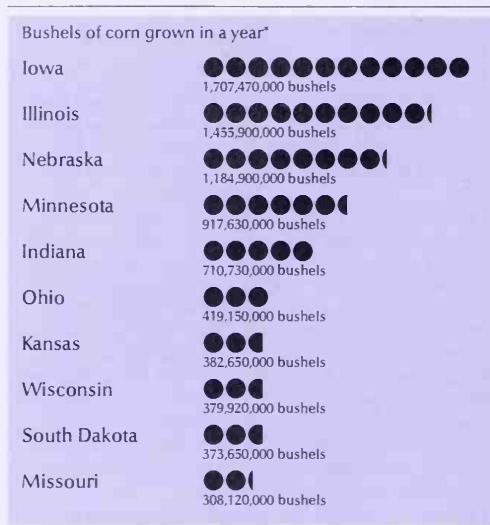 Bushels of corn grown in a year*
Iowa
1,707,470,000 bushels
Illinois
1,455,900,000 bushels
Nebraska
1,184,900,000 bushels
Minnesota
917,630,000 bushels
Indiana
710,730,000 bushels
Ohio
419,150,000 bushels
Kansas
382,650,000 bushels
Wisconsin
379,920,000 bushels
South Dakota
373,650,000 bushels
Missouri
308,120,000 bushels